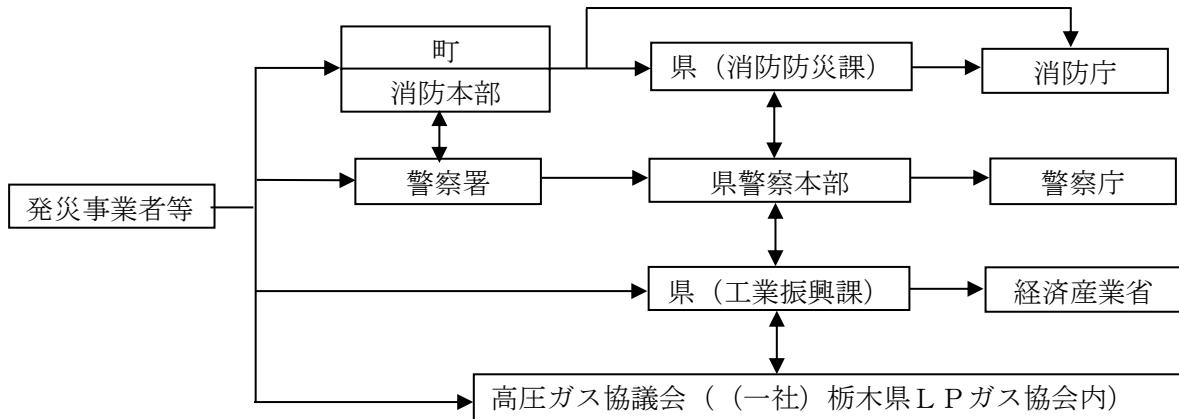 町
消防本部
県（消防防災課）
消防庁
警察署
県警察本部
警察庁
発災事業者等
県（工業振興課）
経済産業省
高圧ガス協議会（（一社）栃木県ＬＰガス協会内）